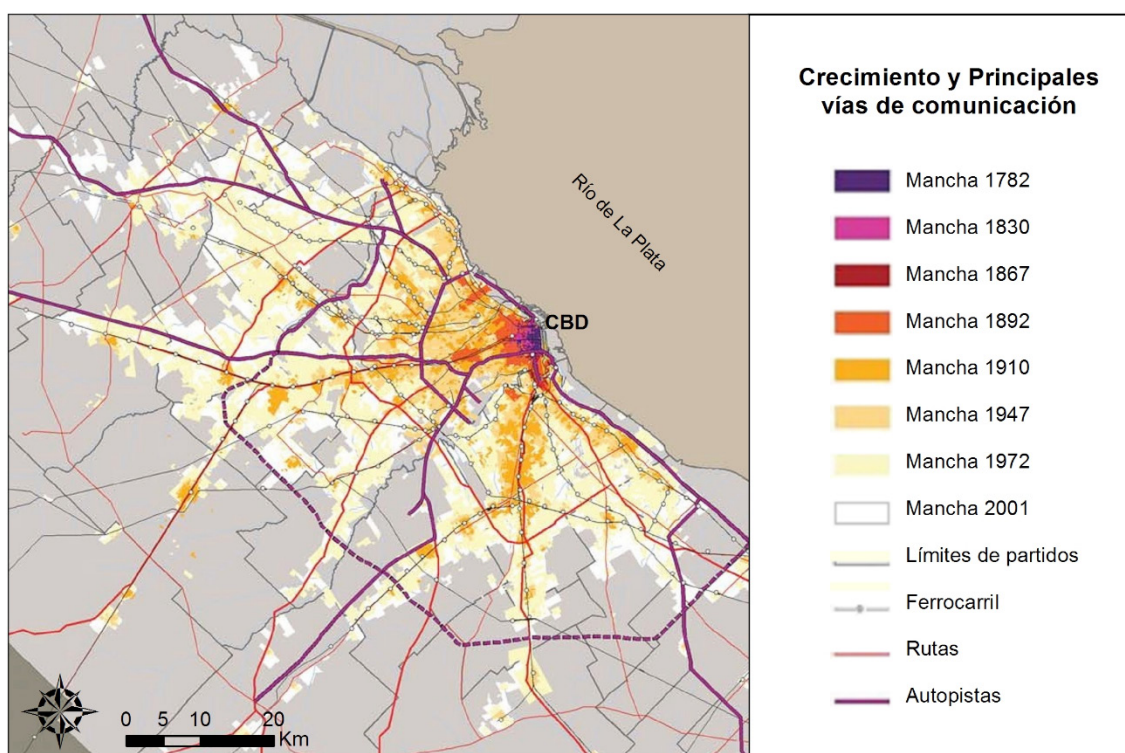 Río de La Plata
CBD
0 5 10 20
Km
Crecimiento y Principales
vías de comunicación
Mancha 1782
Mancha 1830
Mancha 1867
Mancha 1892
Mancha 1910
Mancha 1947
Mancha 1972
Mancha 2001
Límites de partidos
Ferrocarril
Rutas
Autopistas